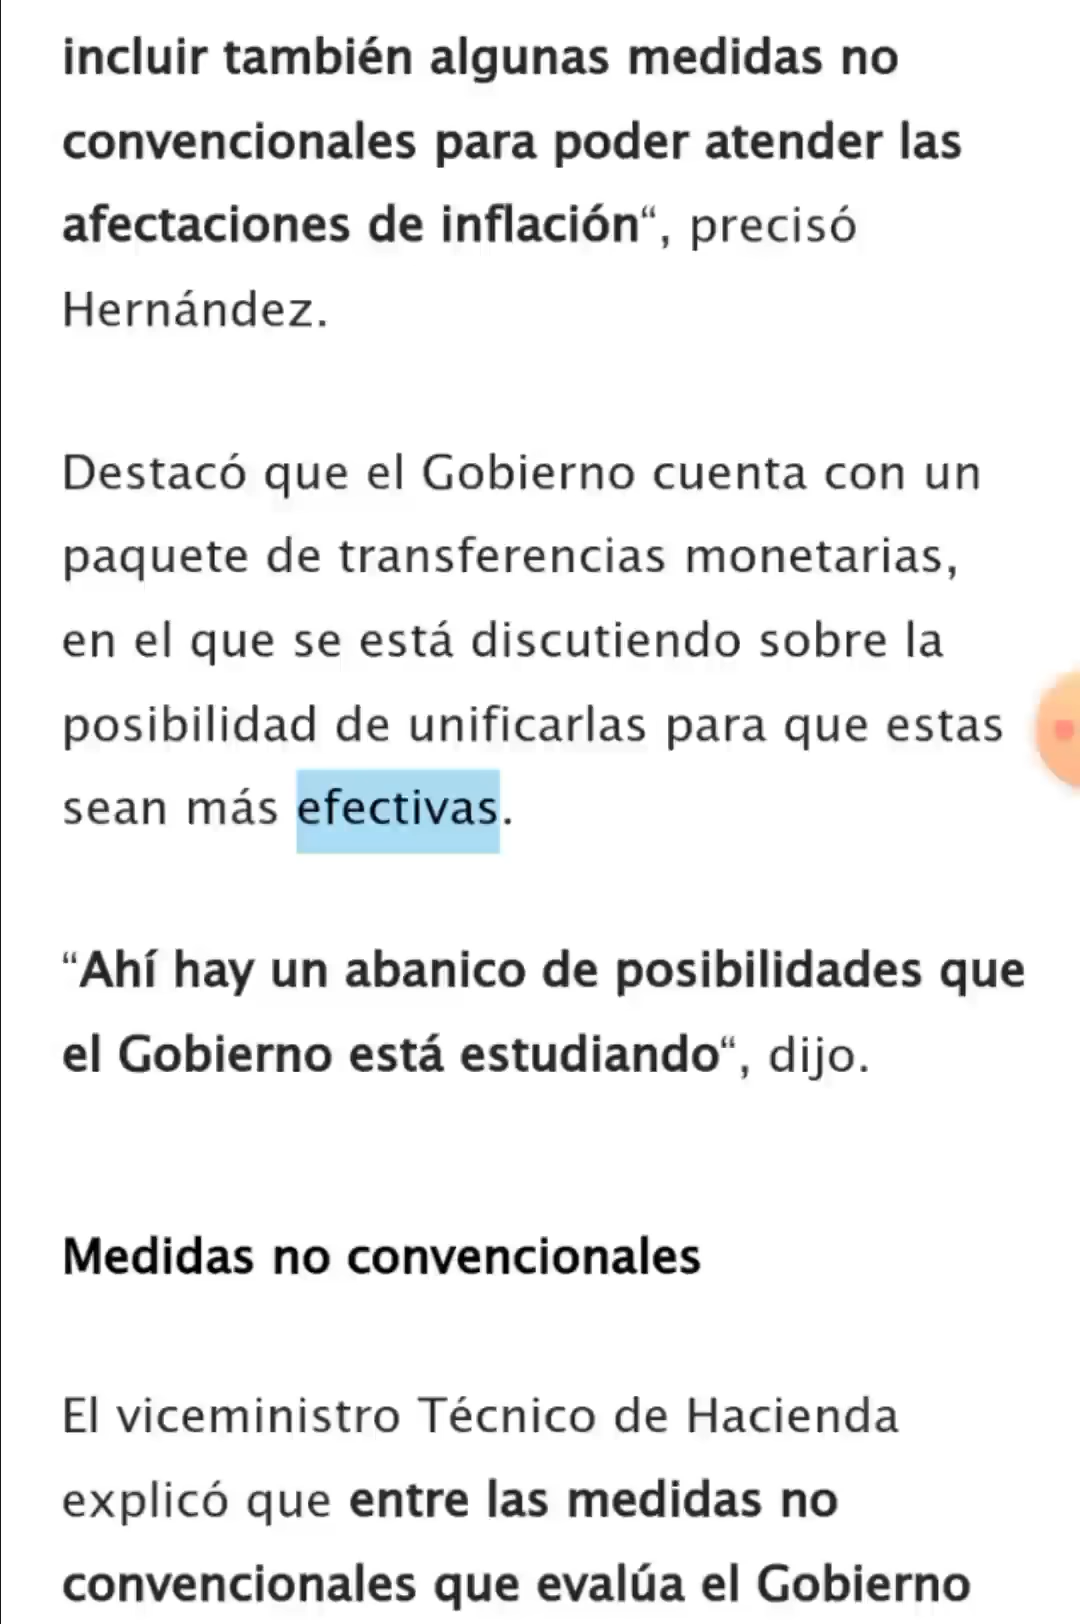 incluir también algunas medidas no
convencionales para poder atender las
afectaciones de inflación“, precisó
Hernández.
Destacó que el Gobierno cuenta con un
paquete de transferencias monetarias,
en el que se está discutiendo sobre la
posibilidad de unificarlas para que estas
sean más efectivas.
“Ahí hay un abanico de posibilidades que
el Gobierno está estudiando“, dijo.
Medidas no convencionales
El viceministro Técnico de Hacienda
explicó que entre las medidas no
convencionales que evalúa el Gobierno